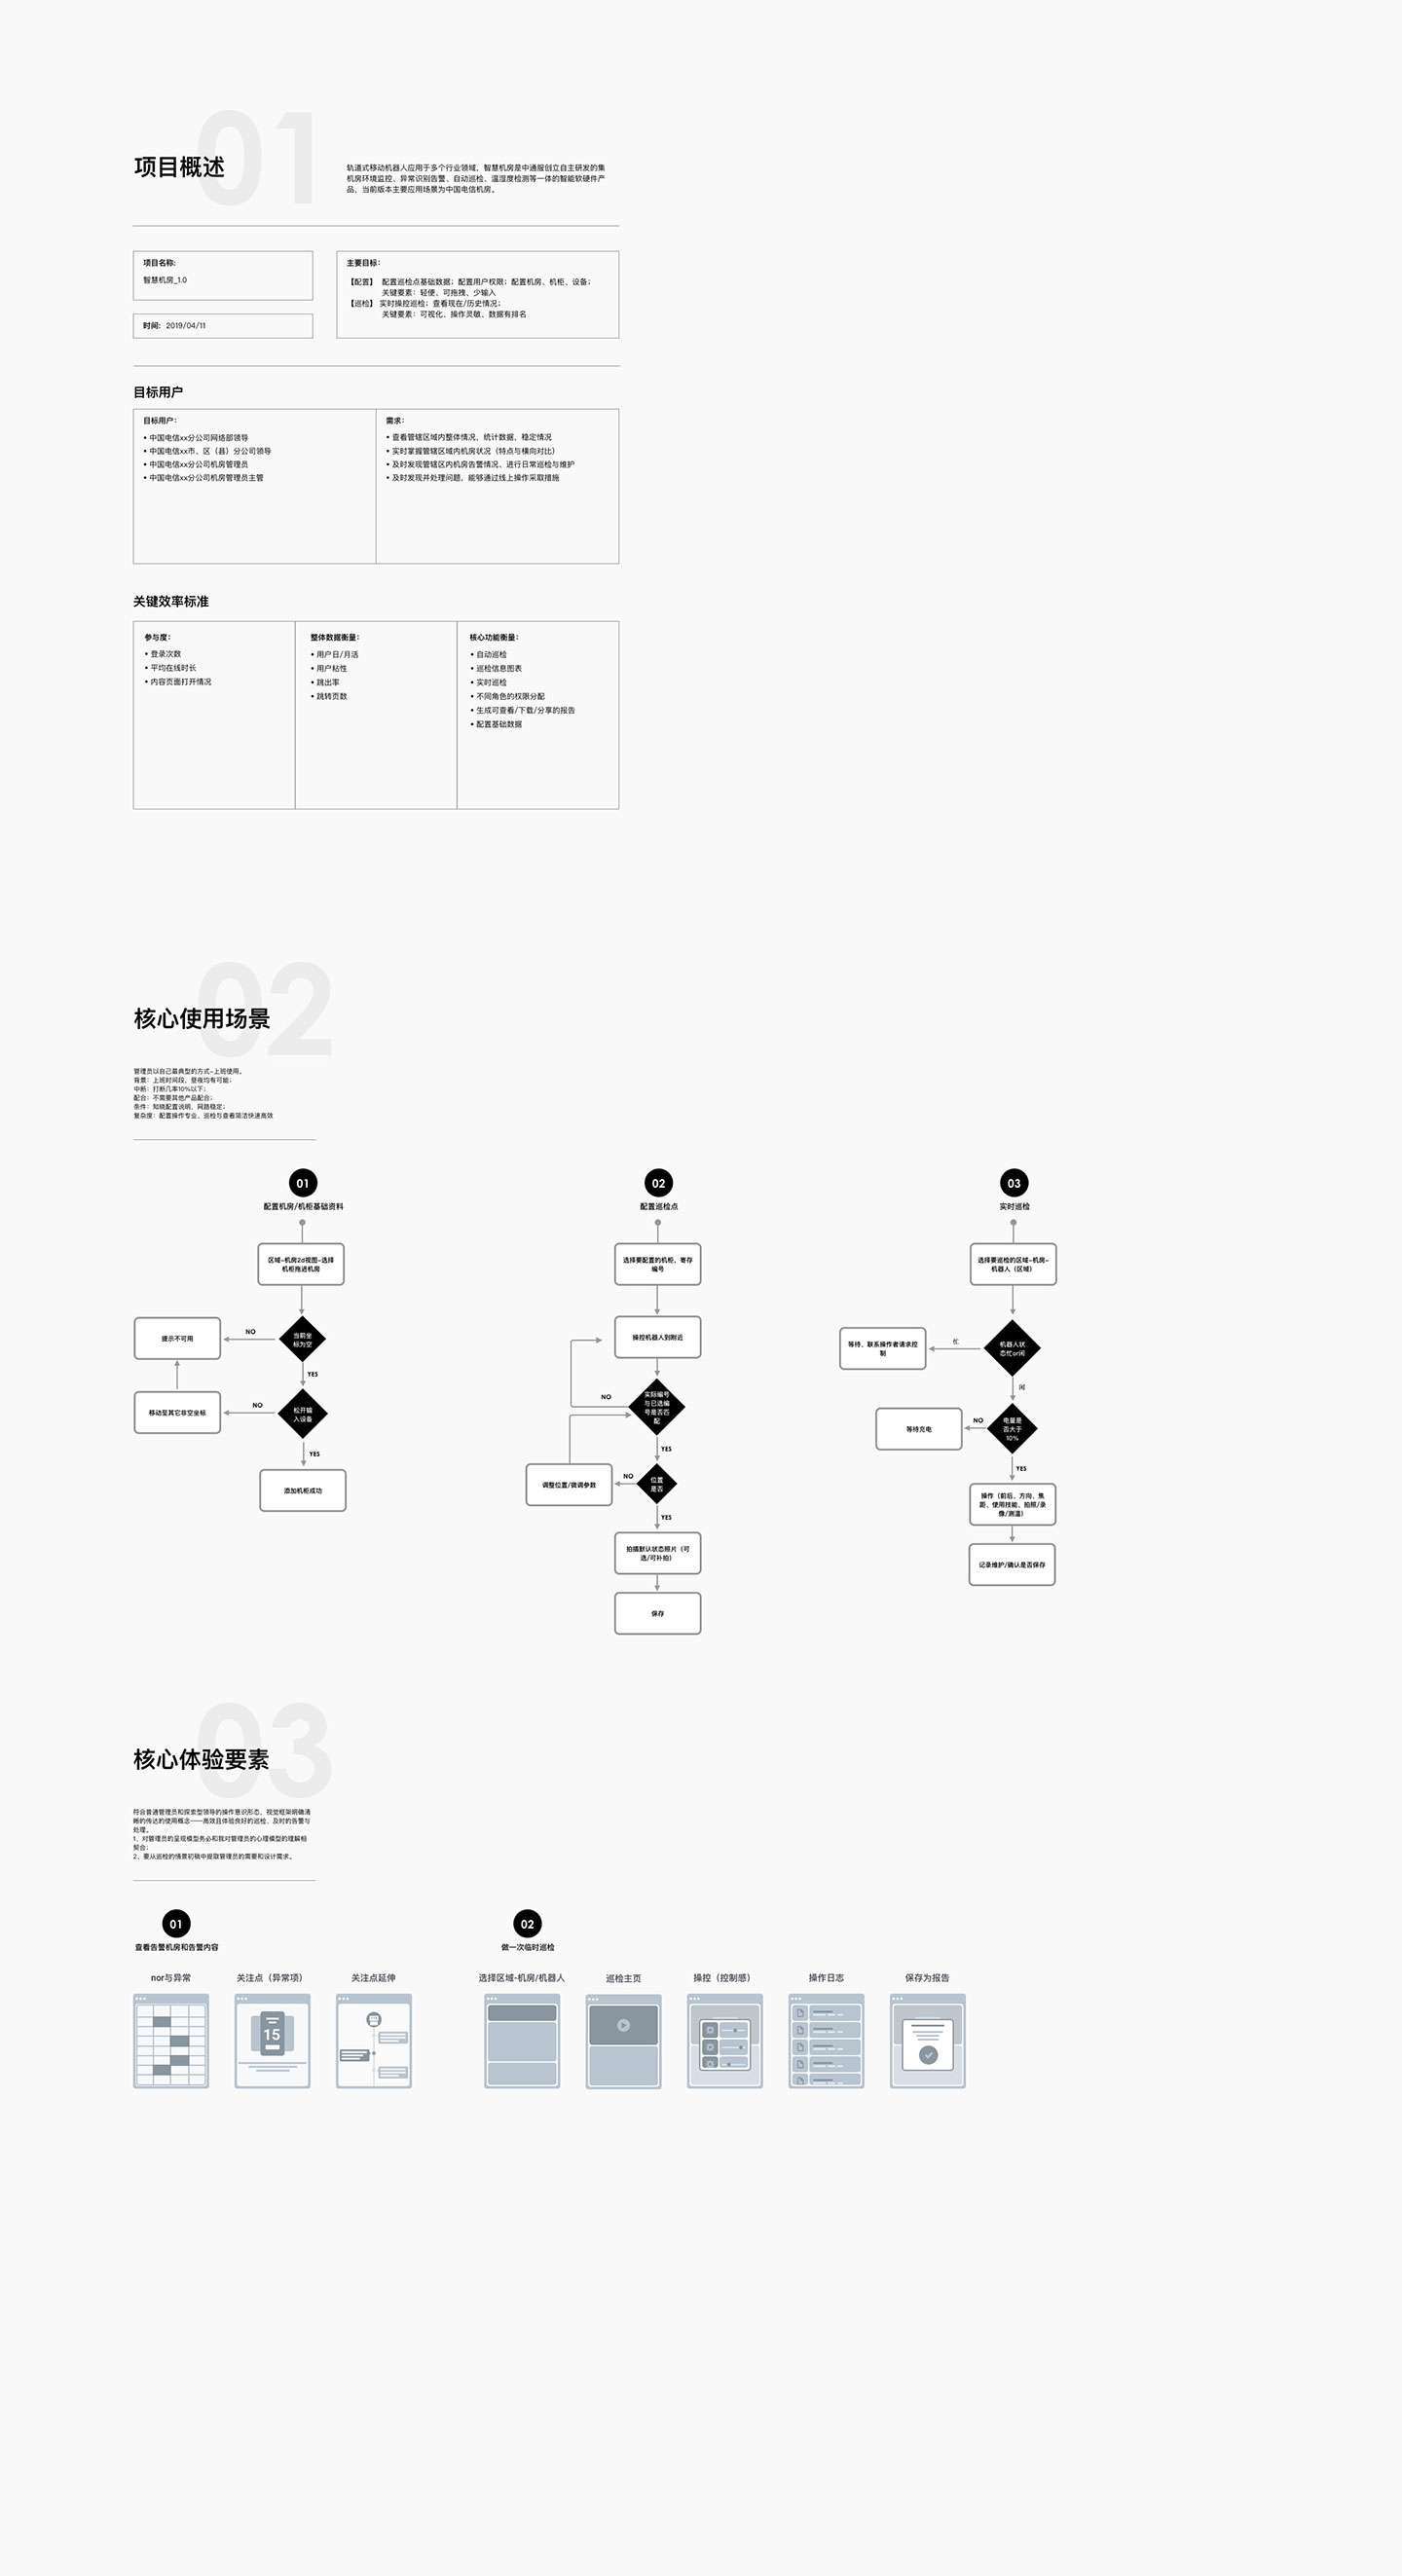 01
项目概述
轨道式移动机器人应用于多个行业领域，智慧机房是中通服创立自主研发的集
机房环境监控、异常识别告警、自动巡检、温湿度检测等一体的智能软硬件产
品，当前版本主要应用场景为中国电信机房。
项目名称:
智慧机房_1.0
时间: 2019/04/11
主要目标：
【配置】 配置巡检点基础数据；配置用户权限；配置机房、机柜、设备；
关键要素：轻便、可拖拽、少输入
【巡检】 实时操控巡检；查看现在/历史情况；
关键要素：可视化、操作灵敏、数据有排名
目标用户
目标用户：
• 中国电信xx分公司网络部领导
• 中国电信xx市、区（县）分公司领导
• 中国电信xx分公司机房管理员
• 中国电信xx分公司机房管理员主管
需求：
• 查看管辖区域内整体情况，统计数据，稳定情况
• 实时掌握管辖区域内机房状况（特点与横向对比）
• 及时发现管辖区内机房告警情况、进行日常巡检与维护
• 及时发现并处理问题，能够通过线上操作采取措施
关键效率标准
参与度：
• 登录次数
• 平均在线时长
• 内容页面打开情况
整体数据衡量：
• 用户日/月活
• 用户粘性
• 跳出率
• 跳转页数
核心功能衡量：
• 自动巡检
• 巡检信息图表
• 实时巡检
• 不同角色的权限分配
• 生成可查看/下载/分享的报告
• 配置基础数据
02
核心使用场景
管理员以自己最典型的方式-上班使用。
背景：上班时间段，昼夜均有可能；
中断：打断几率10%以下；
配合：不需要其他产品配合；
条件：知晓配置说明，网路稳定；
复杂度：配置操作专业、巡检与查看简洁快速高效
01
配置机房/机柜基础资料
区域-机房2d视图-选择
机柜拖进机房
当前坐
标为空
NO
提示不可用
YES
松开输
入设备
NO
移动至其它非空坐标
YES
添加机柜成功
02
配置巡检点
选择要配置的机柜，寄存
编号
操控机器人到附近
实际编号
与已选编
号是否匹
配
NO
YES
位置
是否
NO
调整位置/微调参数
YES
拍摄默认状态照片（可
选/可补拍）
保存
03
实时巡检
选择要巡检的区域-机房-
机器人（区域）
机器人状
态忙or闲
忙
等待，联系操作者请求控
制
闲
电量是
否大于
10%
NO
等待充电
YES
操作（前后、方向、焦
距、使用技能、拍照/录
像/测温）
记录维护/确认是否保存
03
核心体验要素
符合普通管理员和探索型领导的操作意识形态，视觉框架明确清
晰的传达的使用概念——高效且体验良好的巡检、及时的告警与
处理。
1、对管理员的呈现模型务必和我对管理员的心理模型的理解相
契合；
2、要从巡检的情景初稿中提取管理员的需要和设计需求。
01
查看告警机房和告警内容
nor与异常
关注点（异常项）
关注点延伸
15
02
做一次临时巡检
选择区域-机房/机器人
巡检主页
操控（控制感）
操作日志
保存为报告